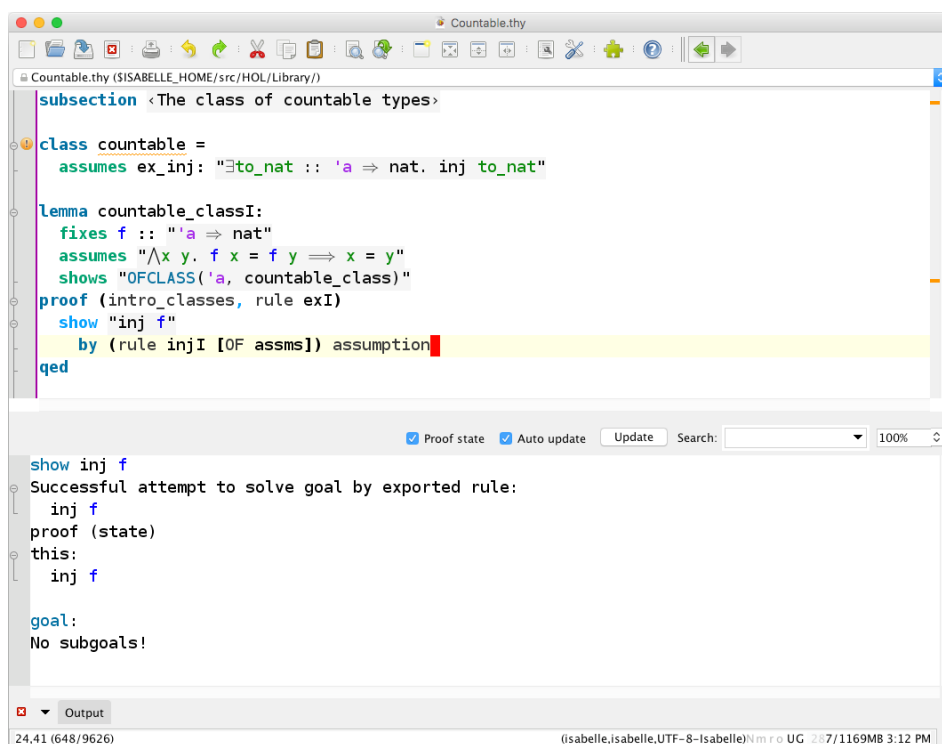 Countable.thy
Countable.thy ($ISABELLE_HOME/src/HOL/Library/)
subsection ‹The class of countable types›
class countable =
assumes ex_inj: "∃to_nat :: 'a ⇒ nat. inj to_nat"
lemma countable_classI:
fixes f :: "'a ⇒ nat"
assumes "⋀x y. f x = f y ⟹ x = y"
shows "OFCLASS('a, countable_class)"
proof (intro_classes, rule exI)
show "inj f"
by (rule injI [OF assms]) assumption
qed
Proof state Auto update Update Search: 100%
show inj f
Successful attempt to solve goal by exported rule:
inj f
proof (state)
this:
inj f
goal:
No subgoals!
Output
24,41 (648/9626) (isabelle,isabelle,UTF-8-Isabelle)N m r o UG 287/1169MB 3:12 PM